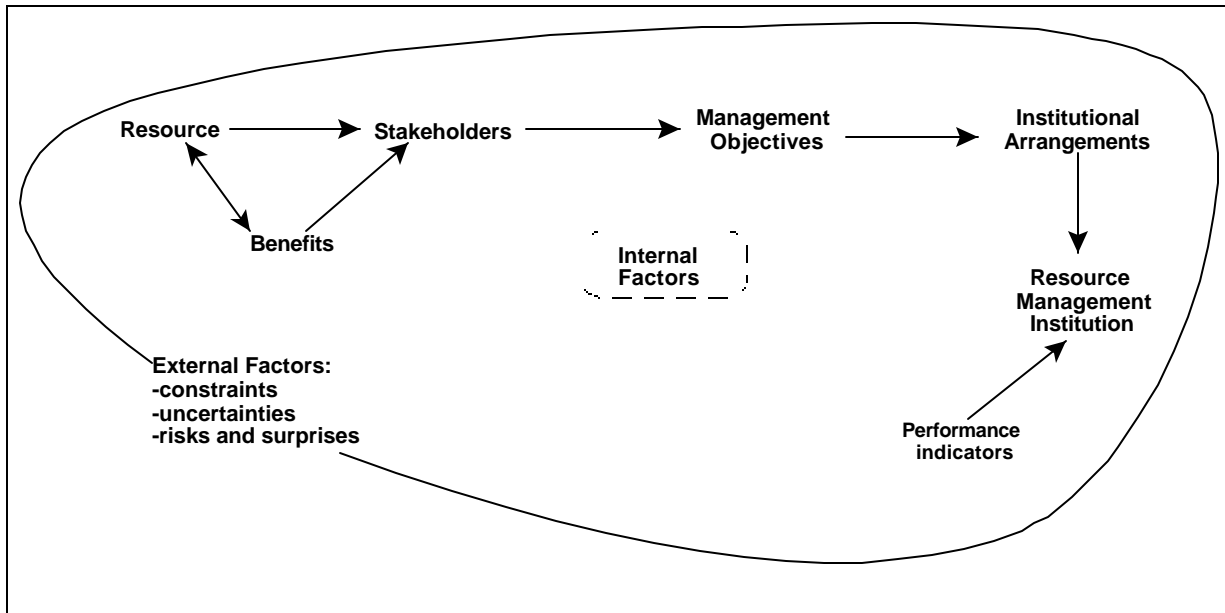 Resource
Stakeholders
Management
Objectives
Institutional
Arrangements
Benefits
Internal
Factors
Resource
Management
Institution
External Factors:
-constraints
-uncertainties
-risks and surprises
Performance
indicators